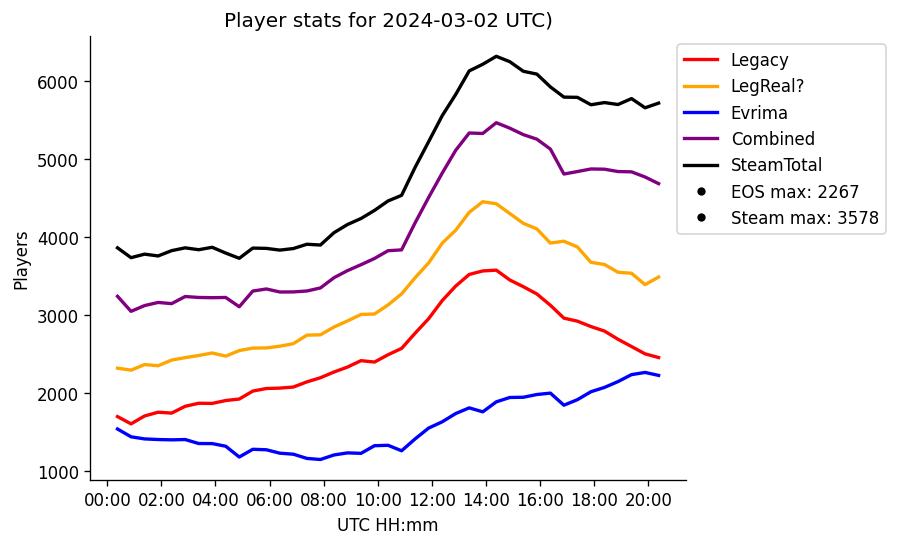 Player stats for 2024-03-02 UTC)
Legacy
LegReal?
Evrima
Combined
SteamTotal
EOS max: 2267
Steam max: 3578
Players
6000
5000
4000
3000
2000
1000
00:00 02:00 04:00 06:00 08:00 10:00 12:00 14:00 16:00 18:00 20:00
UTC HH:mm